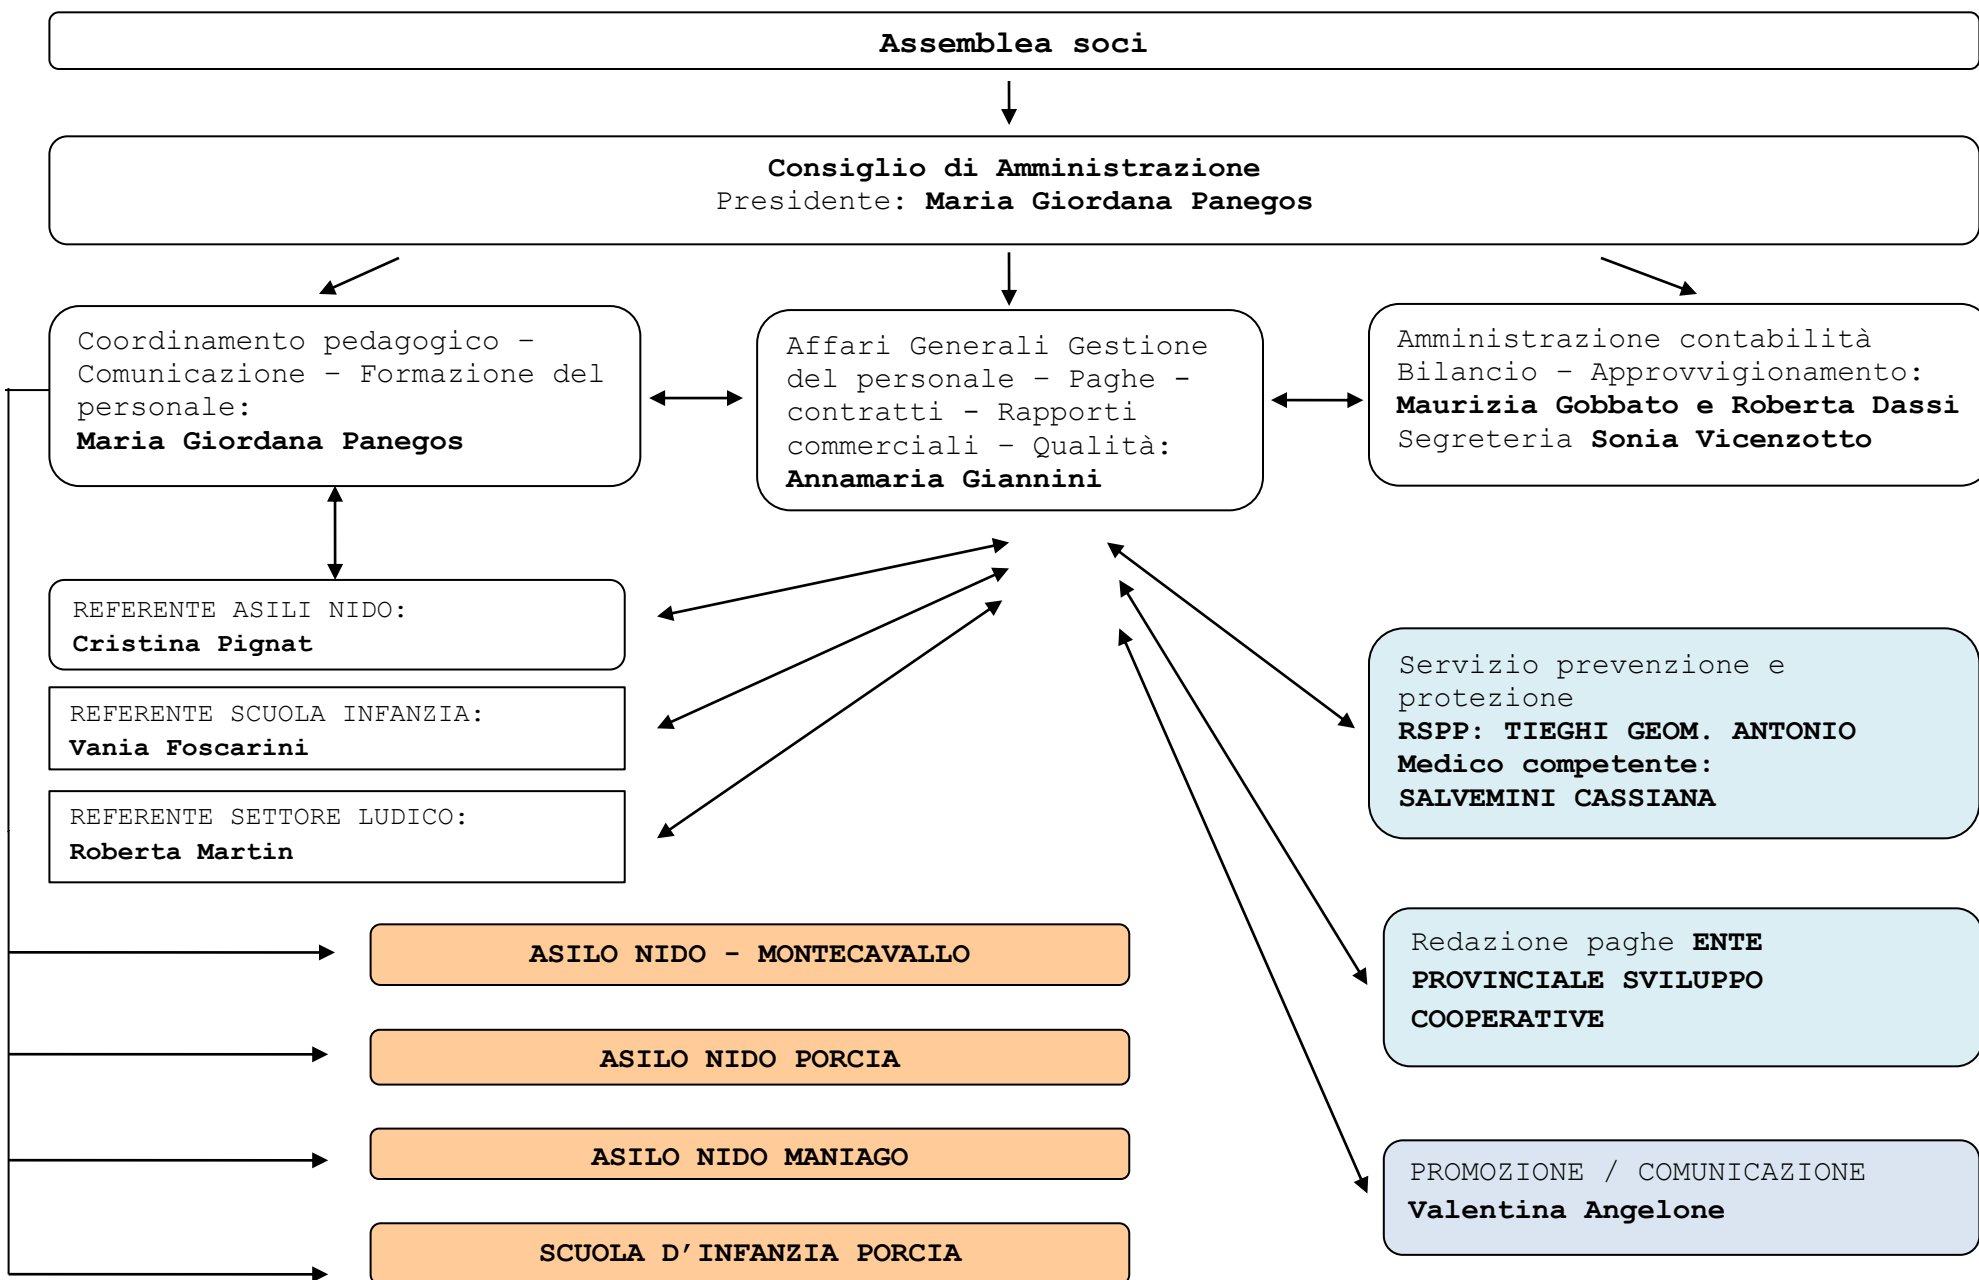 Assemblea soci
Consiglio di Amministrazione
Presidente: Maria Giordana Panegos
Coordinamento pedagogico –
Comunicazione – Formazione del
personale:
Maria Giordana Panegos
Affari Generali Gestione
del personale – Paghe -
contratti - Rapporti
commerciali – Qualità:
Annamaria Giannini
Amministrazione contabilità
Bilancio – Approvvigionamento:
Maurizia Gobbato e Roberta Dassi
Segreteria Sonia Vicenzotto
REFERENTE ASILI NIDO:
Cristina Pignat
REFERENTE SCUOLA INFANZIA:
Vania Foscarini
REFERENTE SETTORE LUDICO:
Roberta Martin
Servizio prevenzione e
protezione
RSPP: TIEGHI GEOM. ANTONIO
Medico competente:
SALVEMINI CASSIANA
Redazione paghe ENTE
PROVINCIALE SVILUPPO
COOPERATIVE
PROMOZIONE / COMUNICAZIONE
Valentina Angelone
ASILO NIDO - MONTECAVALLO
ASILO NIDO PORCIA
ASILO NIDO MANIAGO
SCUOLA D’INFANZIA PORCIA